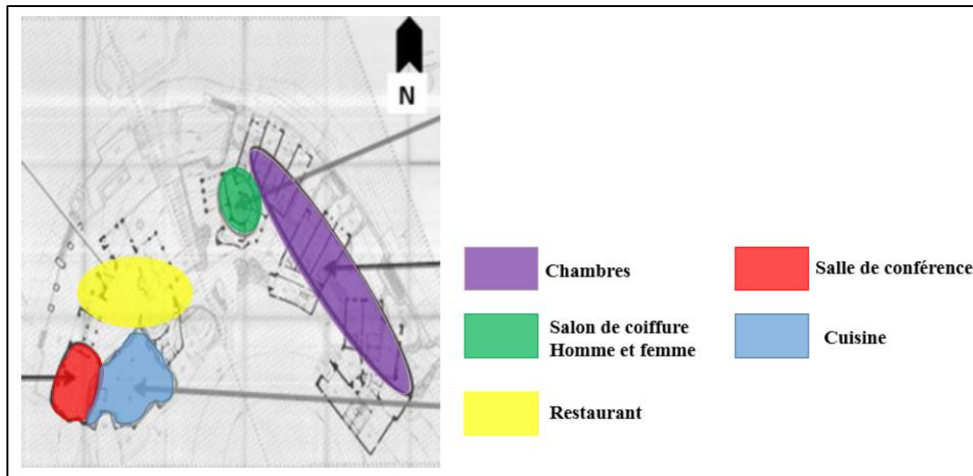 N
Chambres
Salle de conférence
Salon de coiffure
Homme et femme
Cuisine
Restaurant